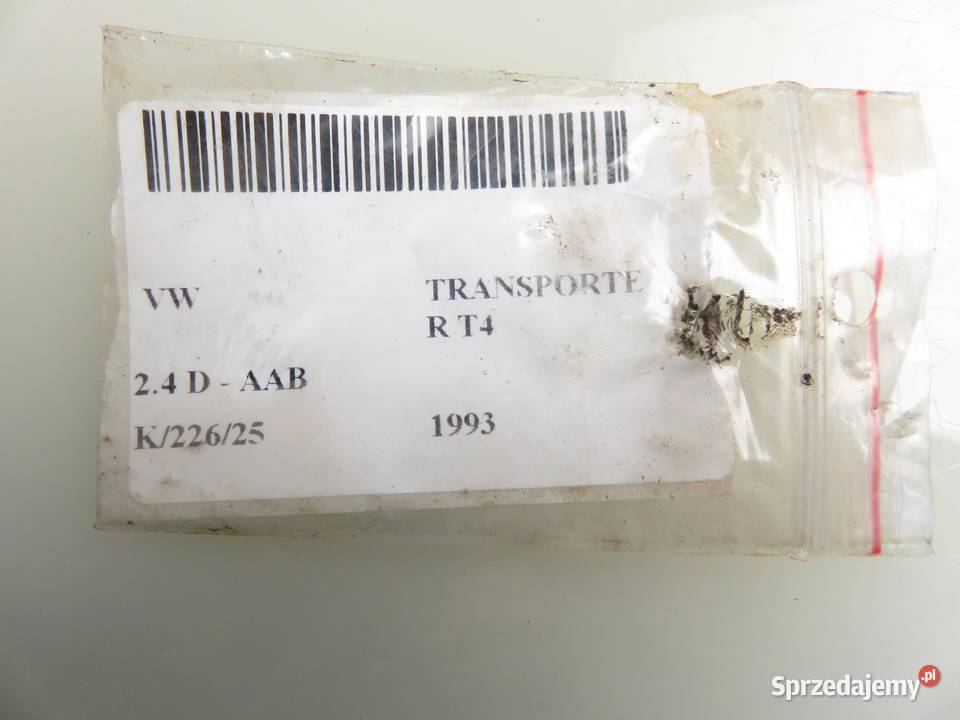 VW TRANSPORTE
R T4
2.4 D - AAB
K/226/25 1993
Sprzedajemy.pl